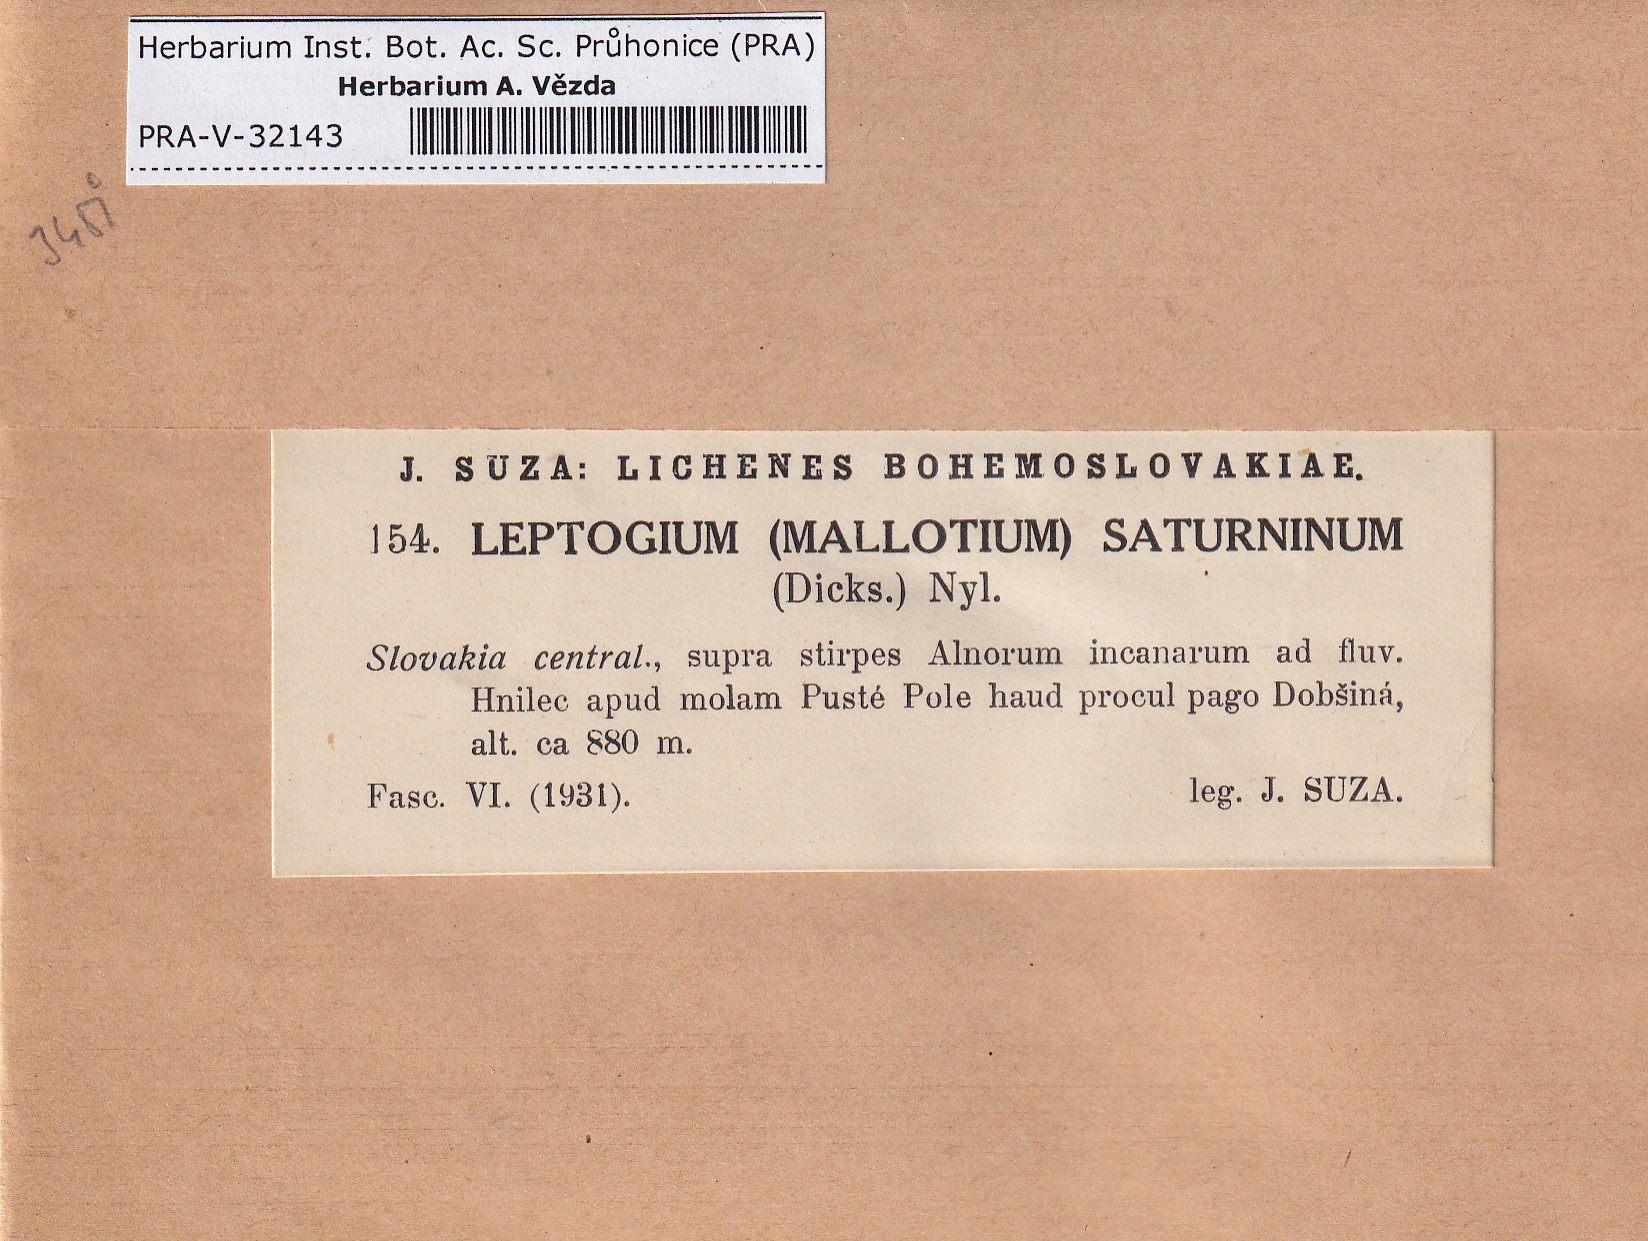 Herbarium Inst. Bot. Ac. Sc. Průhonice (PRA)
Herbarium A. Vězda
PRA-V-32143
J. SUZA: LICHENES BOHEMOSLOVAKIAE.
154. LEPTOGIUM (MALLOTIUM) SATURNINUM
(Dicks.) Nyl.
Slovakia central., supra stirpes Alnorum incanarum ad fluv.
Hnilec apud molam Pusté Pole haud procul pago Dobšiná,
alt. ca 880 m.
Fasc. VI. (1931). leg. J. SUZA.